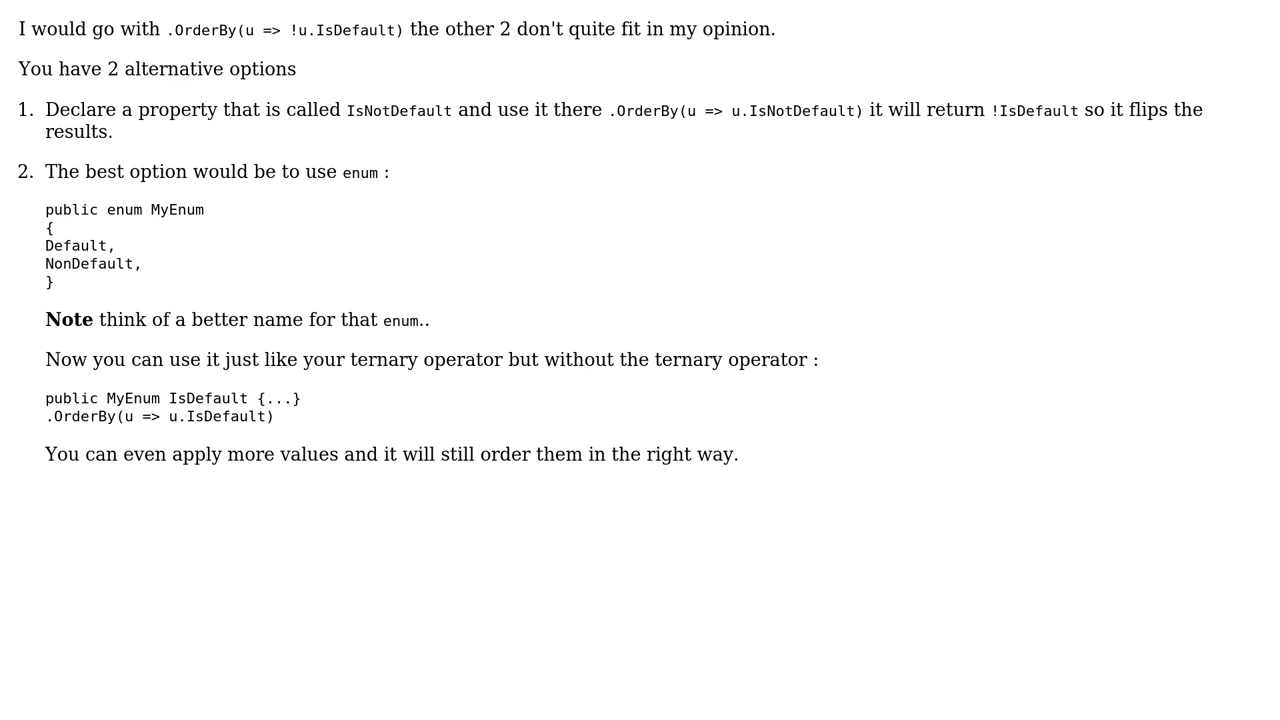 I would go with .OrderBy(u => !u.IsDefault) the other 2 don't quite fit in my opinion.
You have 2 alternative options
1. Declare a property that is called IsNotDefault and use it there .OrderBy(u => u.IsNotDefault) it will return !IsDefault so it flips the
results.
2. The best option would be to use enum :
public enum MyEnum
{
Default,
NonDefault,
}
Note think of a better name for that enum..
Now you can use it just like your ternary operator but without the ternary operator :
public MyEnum IsDefault {...}
.OrderBy(u => u.IsDefault)
You can even apply more values and it will still order them in the right way.